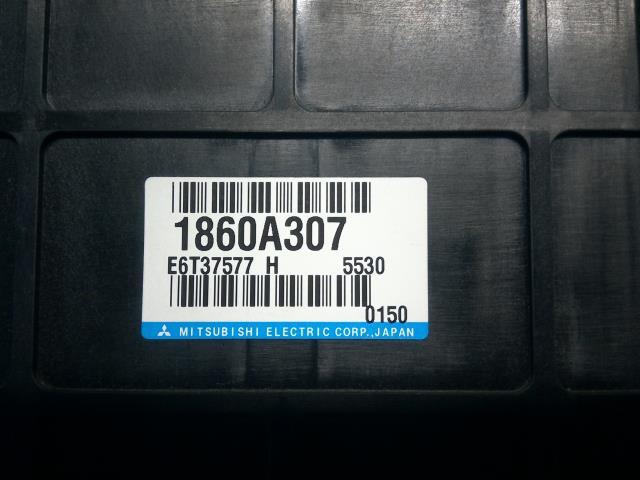 1860A307
E6T37577 H 5530
0150
MITSUBISHI ELECTRIC CORP.,JAPAN